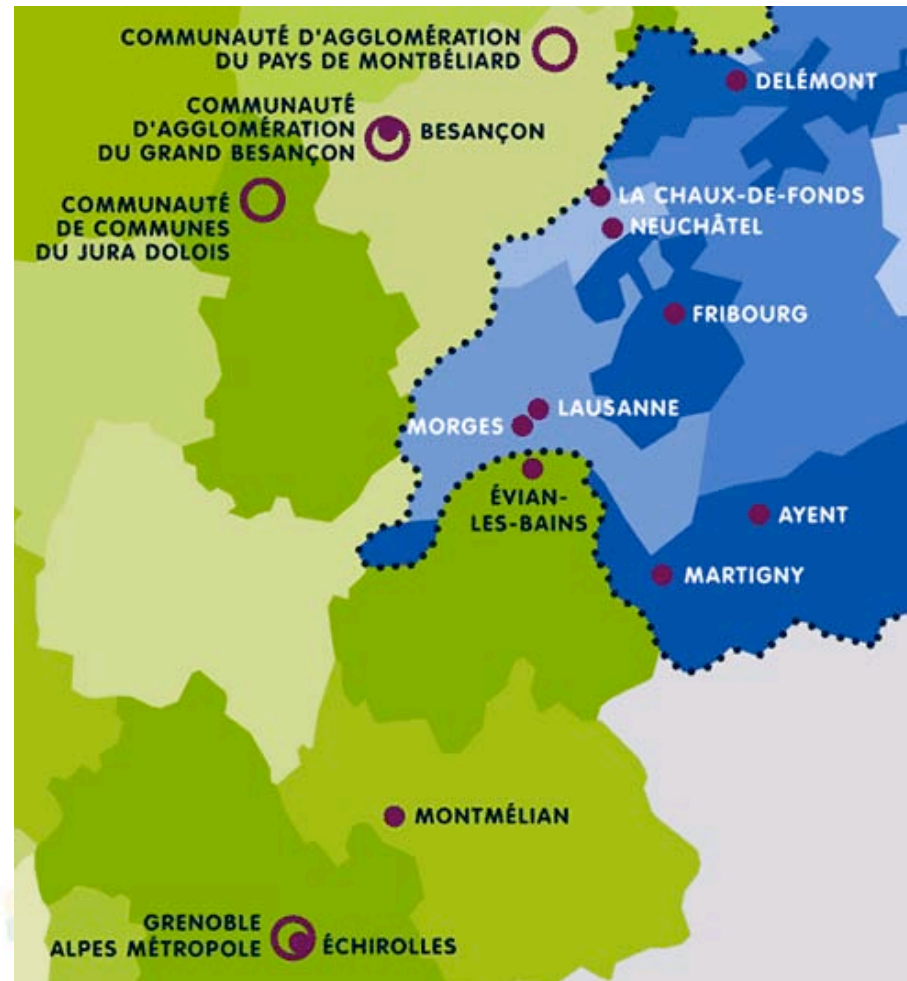 COMMUNAUTÉ D'AGGLOMÉRATION
DU PAYS DE MONTBÉLIARD
DELÉMONT
COMMUNAUTÉ
D'AGGLOMÉRATION
DU GRAND BESANÇON
BESANÇON
COMMUNAUTÉ
DE COMMUNES
DU JURA DOLOIS
LA CHAUX-DE-FONDS
NEUCHÂTEL
FRIBOURG
LAUSANNE
MORGES
ÉVIAN-
LES-BAINS
AYENT
MARTIGNY
MONTMÉLIAN
GRENOBLE
ALPES MÉTROPOLE
ÉCHIROLLES